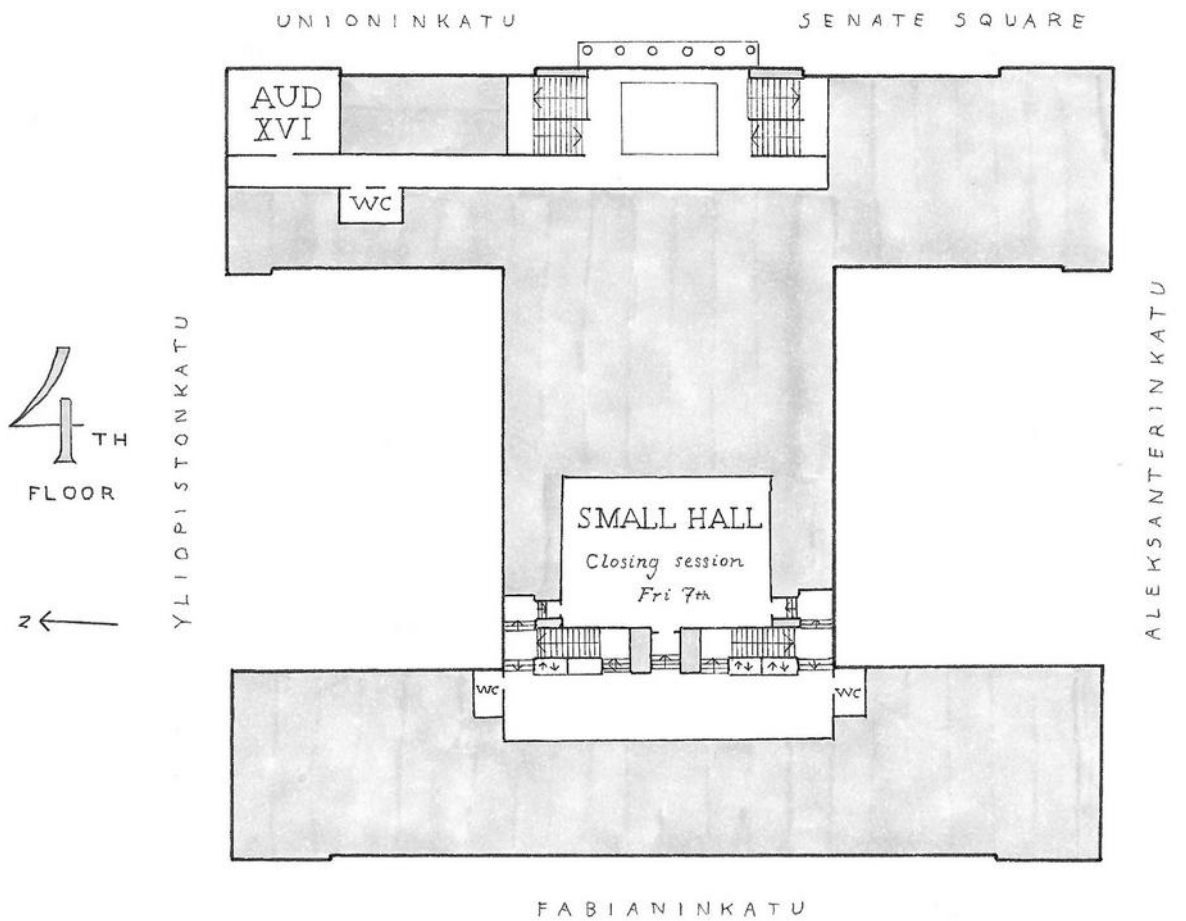 UNIONINKATU
SENATE SQUARE
AUD
XVI
WC
YLIOPISTONKATU
ALEKSANTERINKATU
4TH
FLOOR
SMALL HALL
Closing session
Fri 7th
N
WC
WC
FABIANINKATU